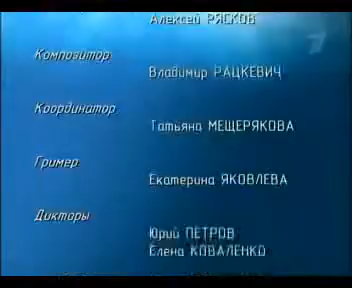 Алексей РЯСКОВ
Композитор
Владимир РАЦКЕВИЧ
Координатор
Татьяна МЕЩЕРЯКОВА
Гример
Екатерина ЯКОВЛЕВА
Дикторы
Юрий ПЕТРОВ
Елена КОВАЛЕНКО